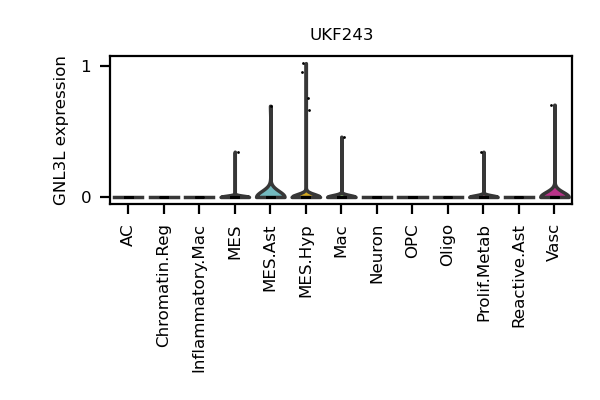 UKF243
GNL3L expression
1
0
AC
Chromatin.Reg
Inflammatory.Mac
MES
MES.Ast
MES.Hyp
Mac
Neuron
OPC
Oligo
Prolif.Metab
Reactive.Ast
Vasc